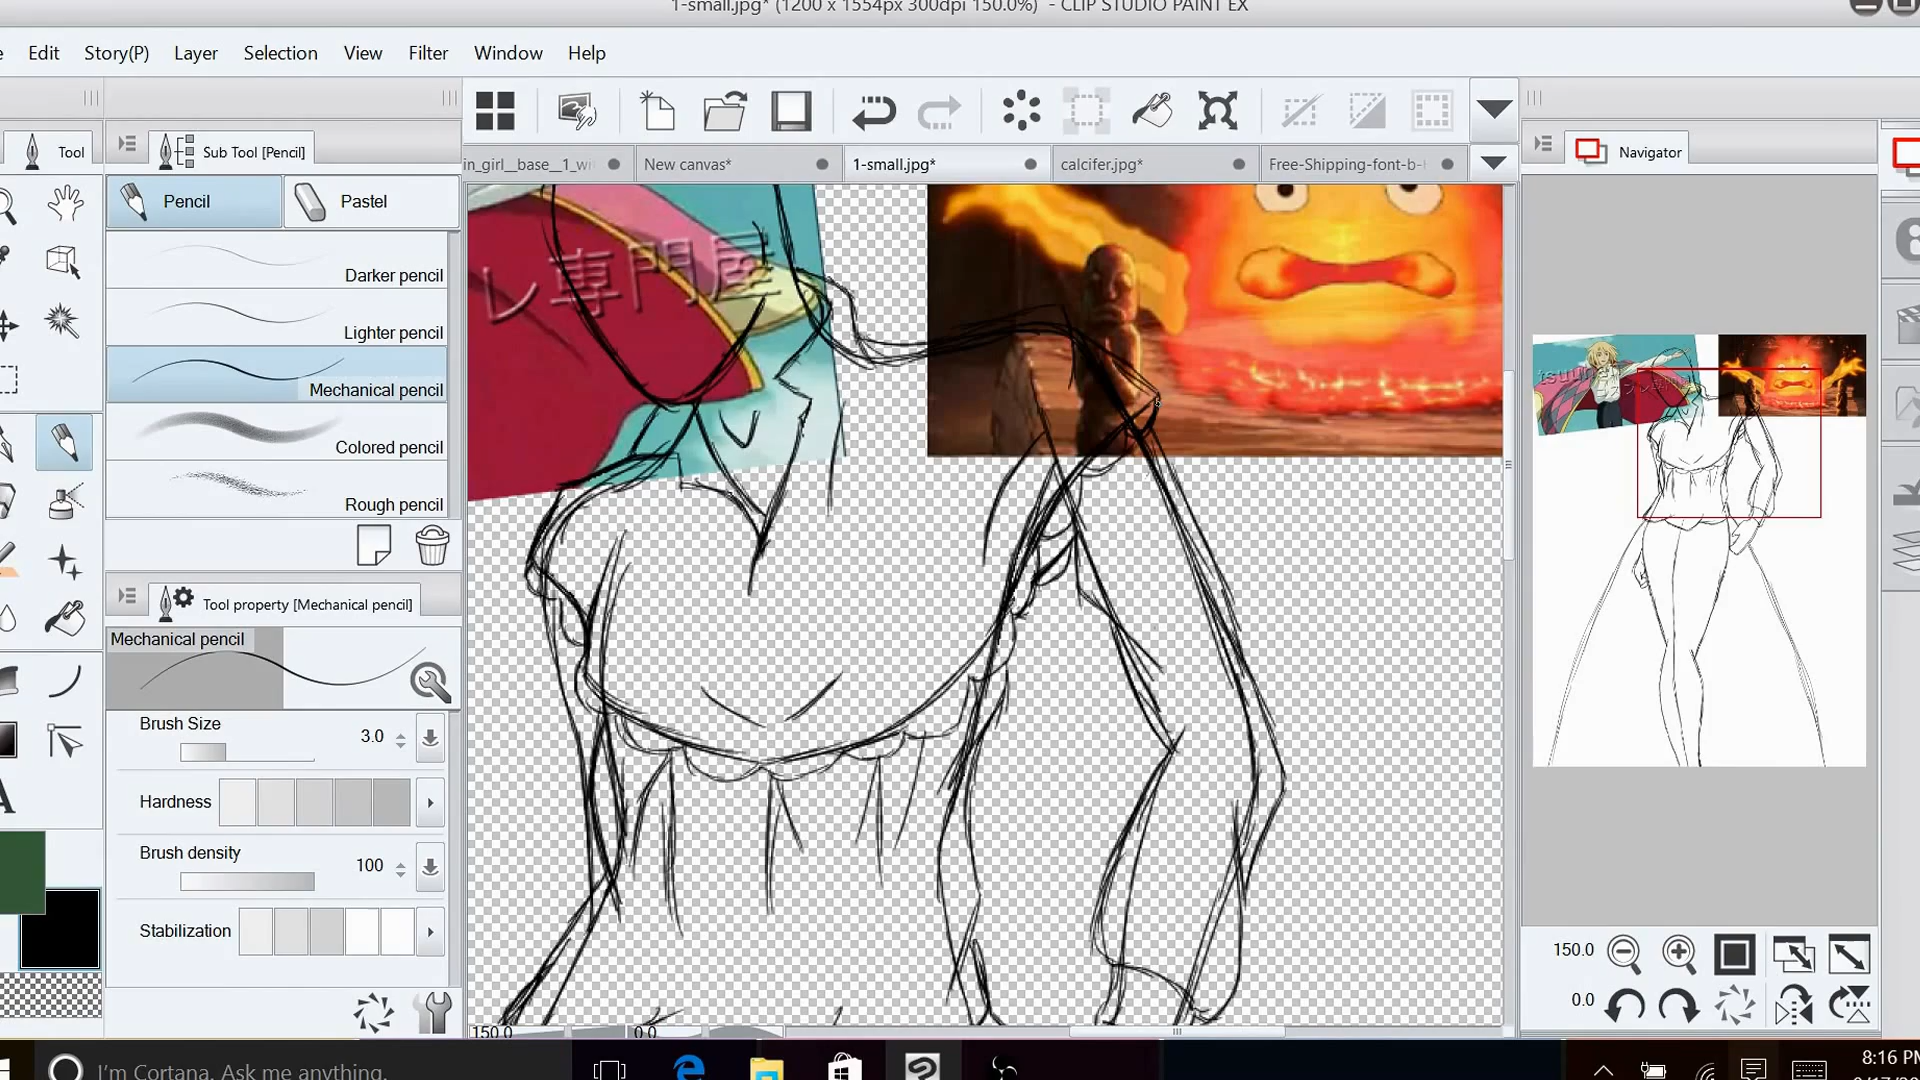 1-small.jpg* (1200 x 1554px 300dpi 150.0%) - CLIP STUDIO PAINT EX
Edit Story(P) Layer Selection View Filter Window Help
Tool
Sub Tool [Pencil]
in_girl__base__1_wi
New canvas*
1-small.jpg*
calcifer.jpg*
Free-Shipping-font-b-
Navigator
Pencil
Pastel
Darker pencil
Lighter pencil
Mechanical pencil
Colored pencil
Rough pencil
レ専門屋
Tool property [Mechanical pencil]
Mechanical pencil
Brush Size 3.0
Hardness
Brush density 100
Stabilization
150.0
0.0
150.0 0.0
I'm Cortana. Ask me anything.
8:16 PM